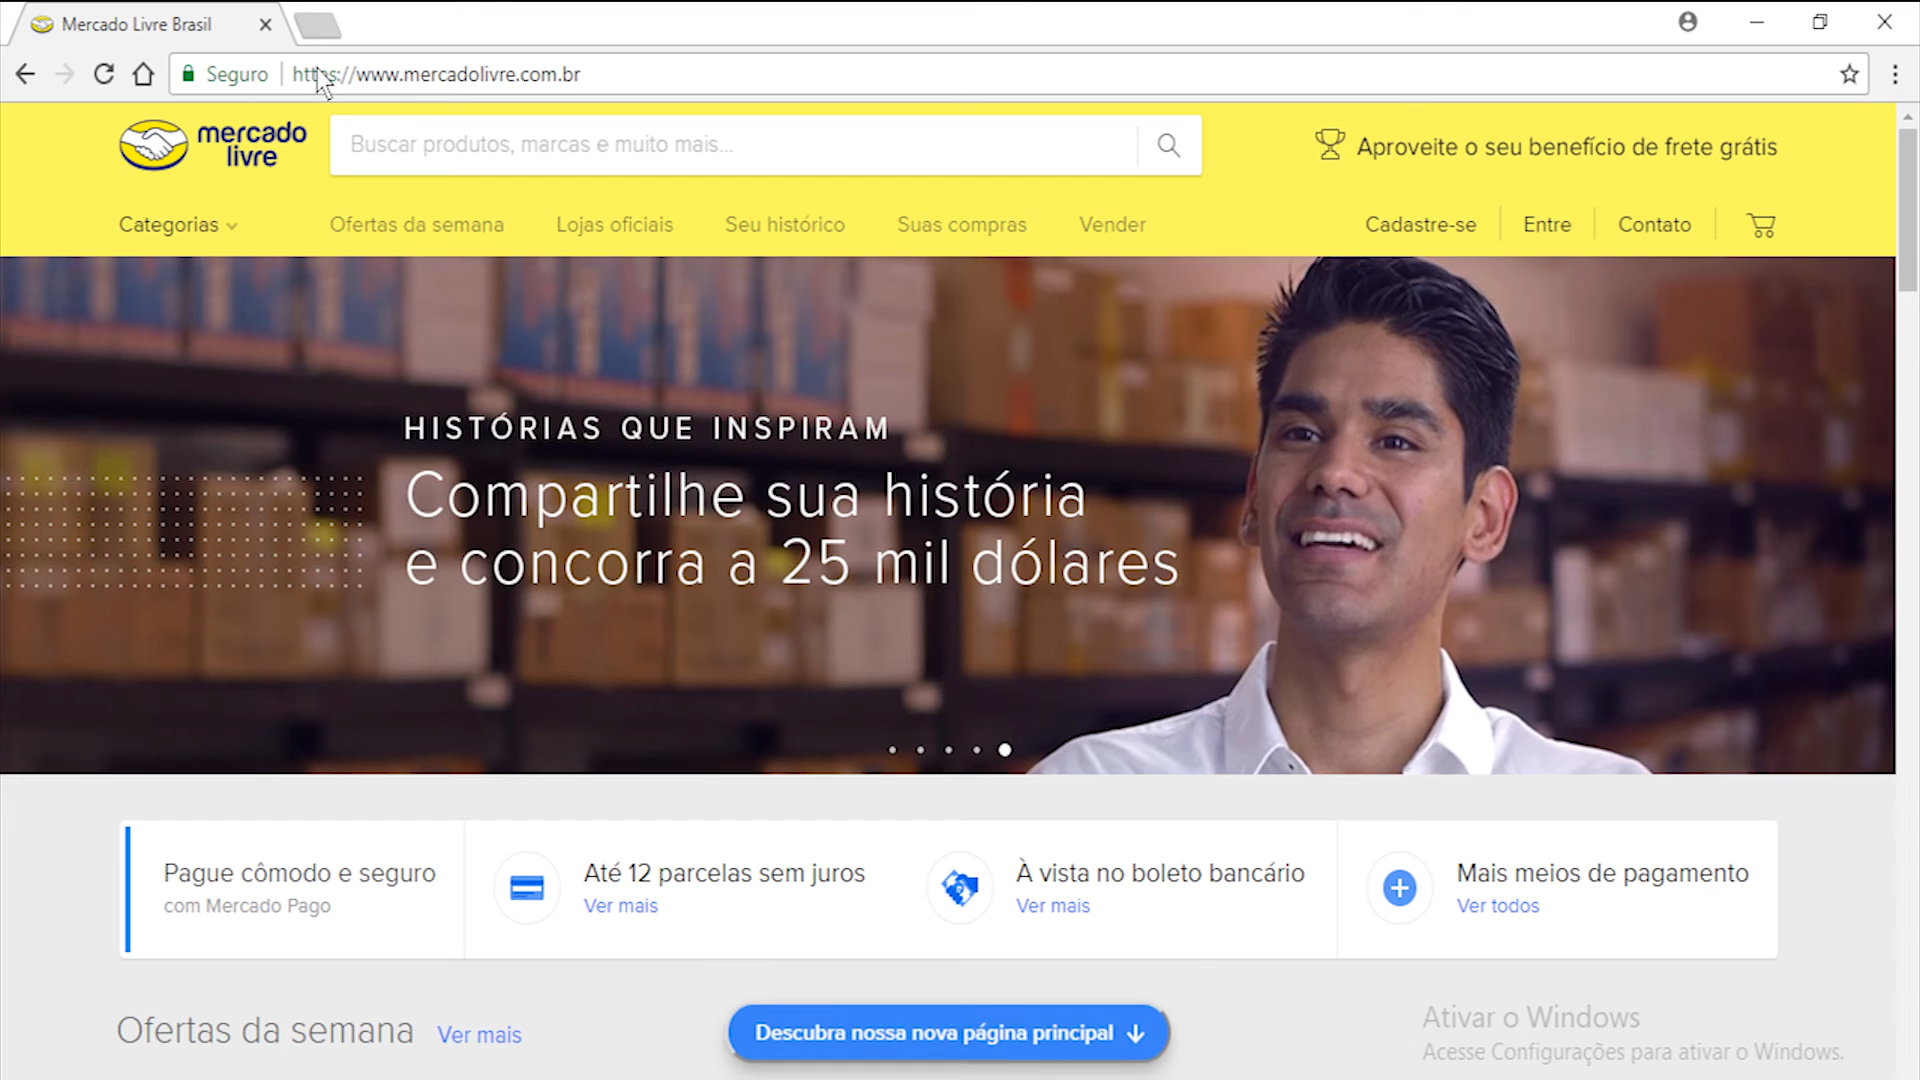 Mercado Livre Brasil
Seguro
https://www.mercadolivre.com.br
mercado
livre
Buscar produtos, marcas e muito mais...
Aproveite o seu benefício de frete grátis
Categorias
Ofertas da semana
Lojas oficiais
Seu histórico
Suas compras
Vender
Cadastre-se
Entre
Contato
HISTÓRIAS QUE INSPIRAM
Compartilhe sua história
e concorra a 25 mil dólares
Pague cômodo e seguro
com Mercado Pago
Até 12 parcelas sem juros
Ver mais
À vista no boleto bancário
Ver mais
Mais meios de pagamento
Ver todos
Ofertas da semana
Ver mais
Descubra nossa nova página principal
Ativar o Windows
Acesse Configurações para ativar o Windows.